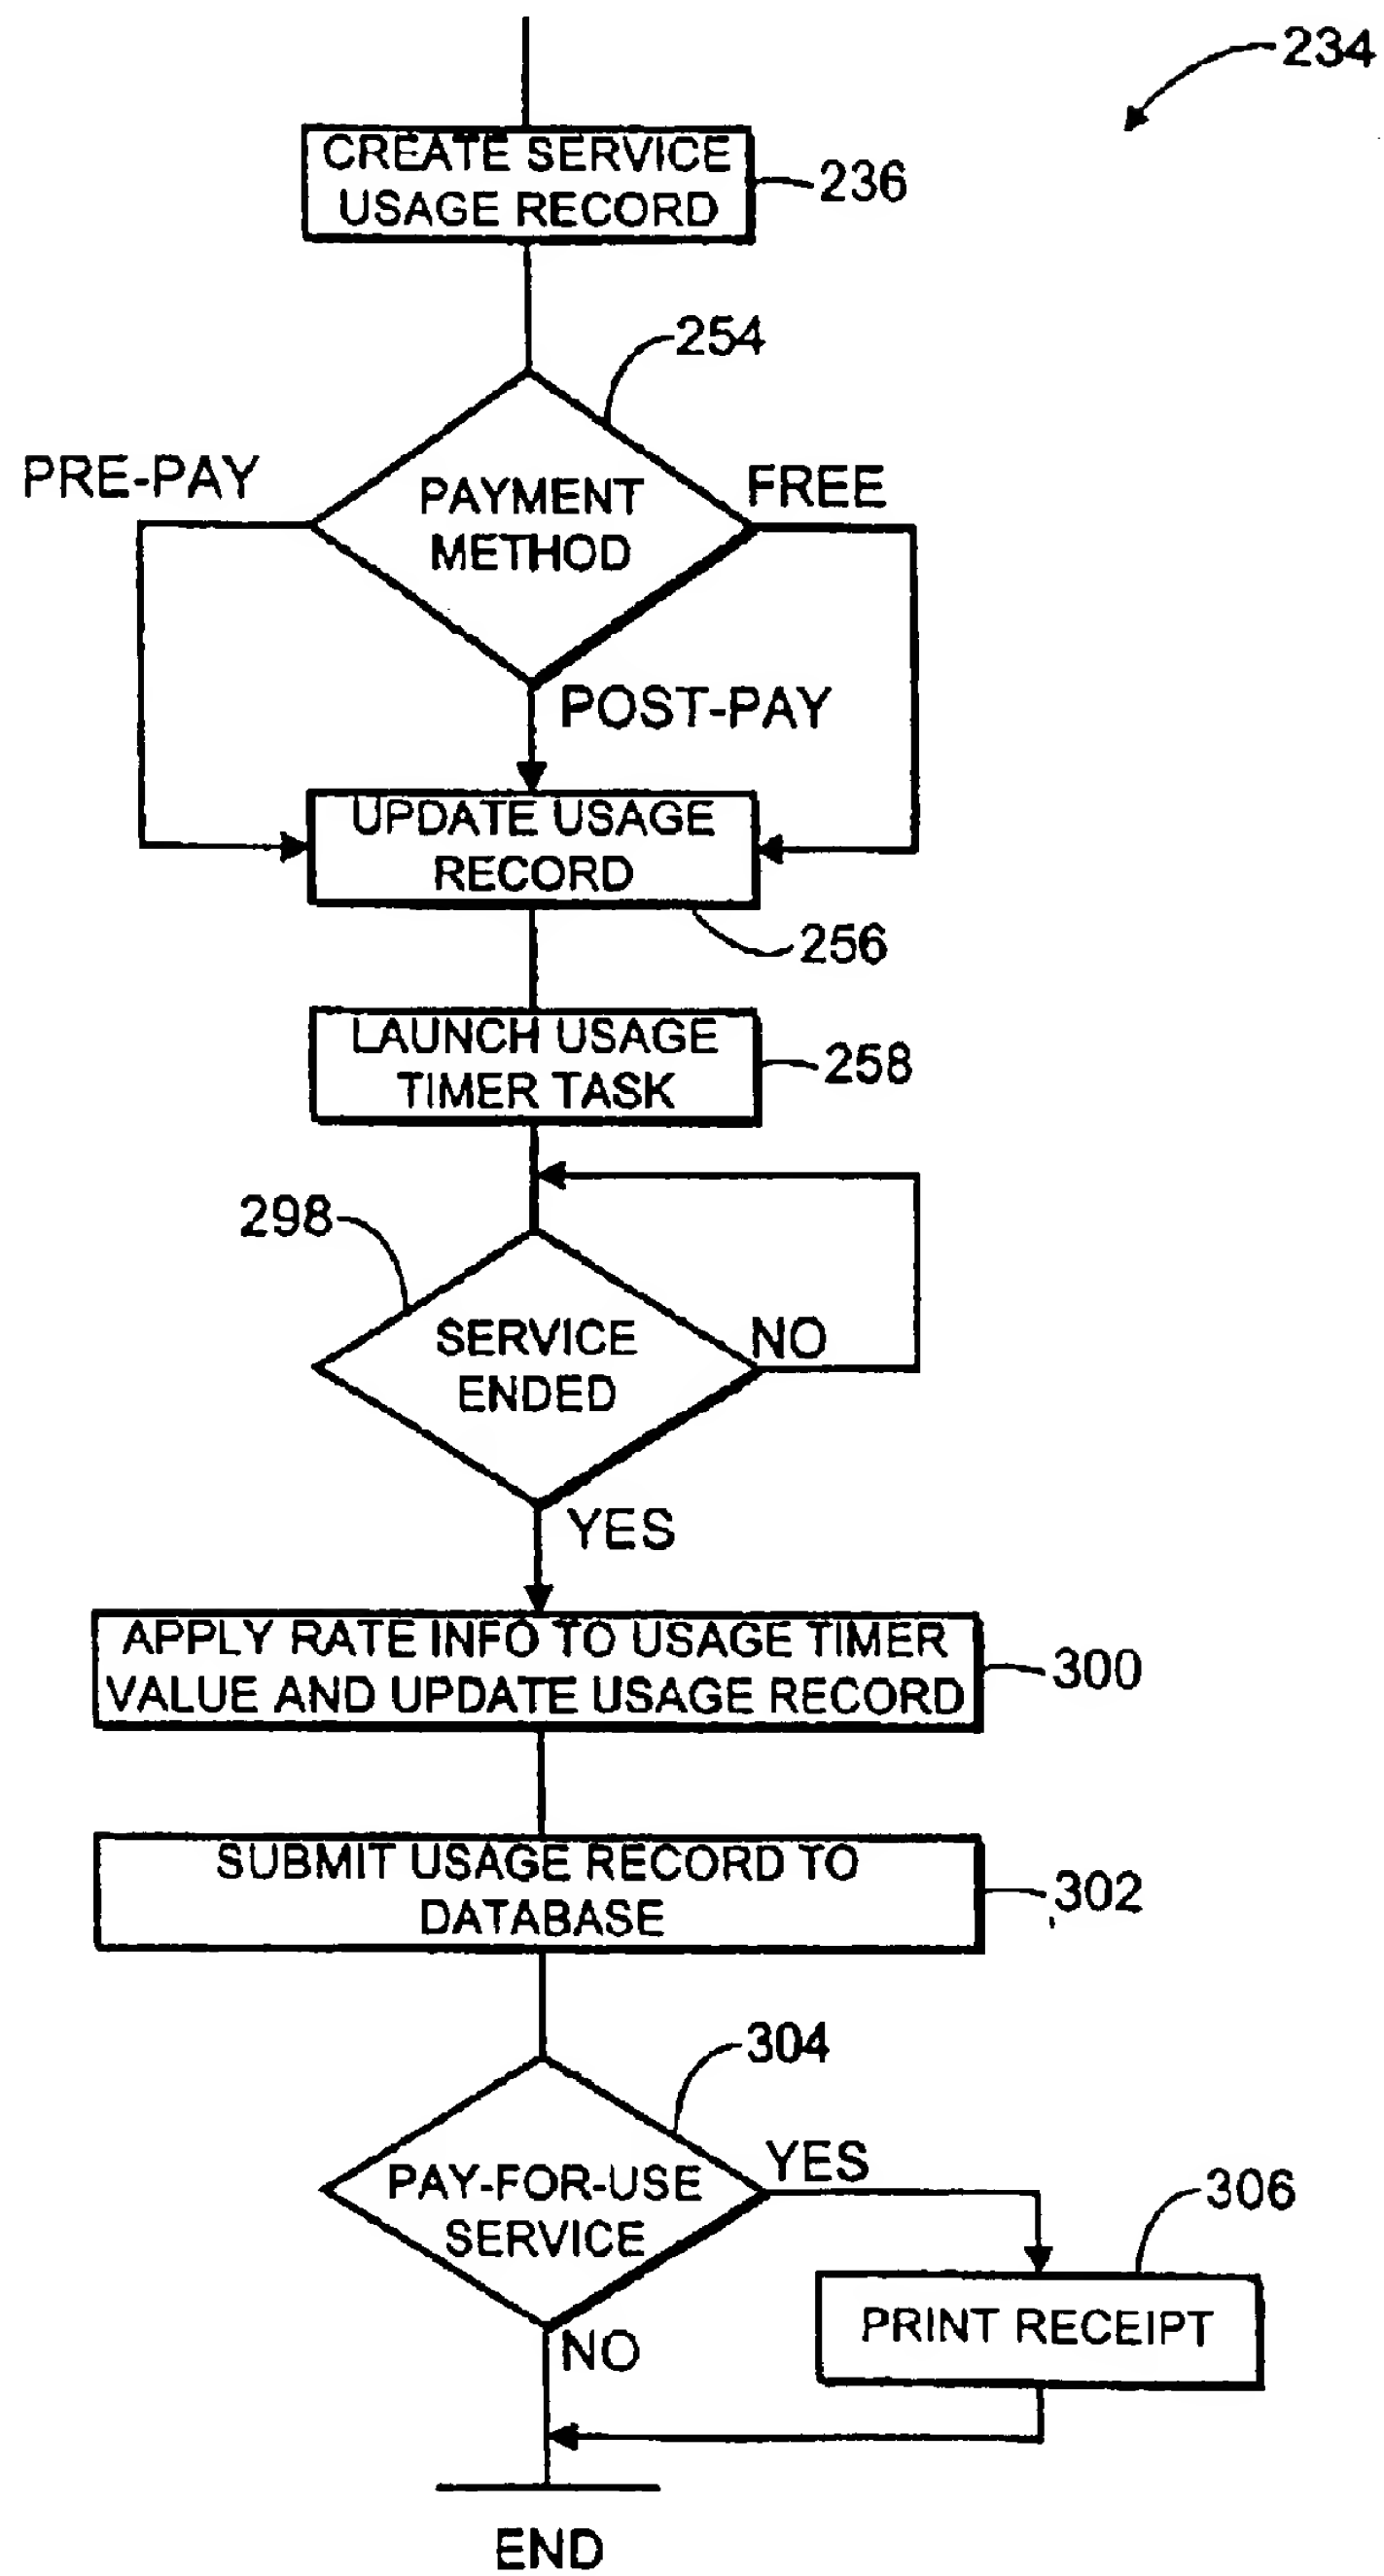 234
CREATE SERVICE
USAGE RECORD
236
254
PRE-PAY
PAYMENT
METHOD
FREE
POST-PAY
UPDATE USAGE
RECORD
256
LAUNCH USAGE
TIMER TASK
258
298
SERVICE
ENDED
NO
YES
APPLY RATE INFO TO USAGE TIMER
VALUE AND UPDATE USAGE RECORD
300
SUBMIT USAGE RECORD TO
DATABASE
302
304
PAY-FOR-USE
SERVICE
YES
306
PRINT RECEIPT
NO
END